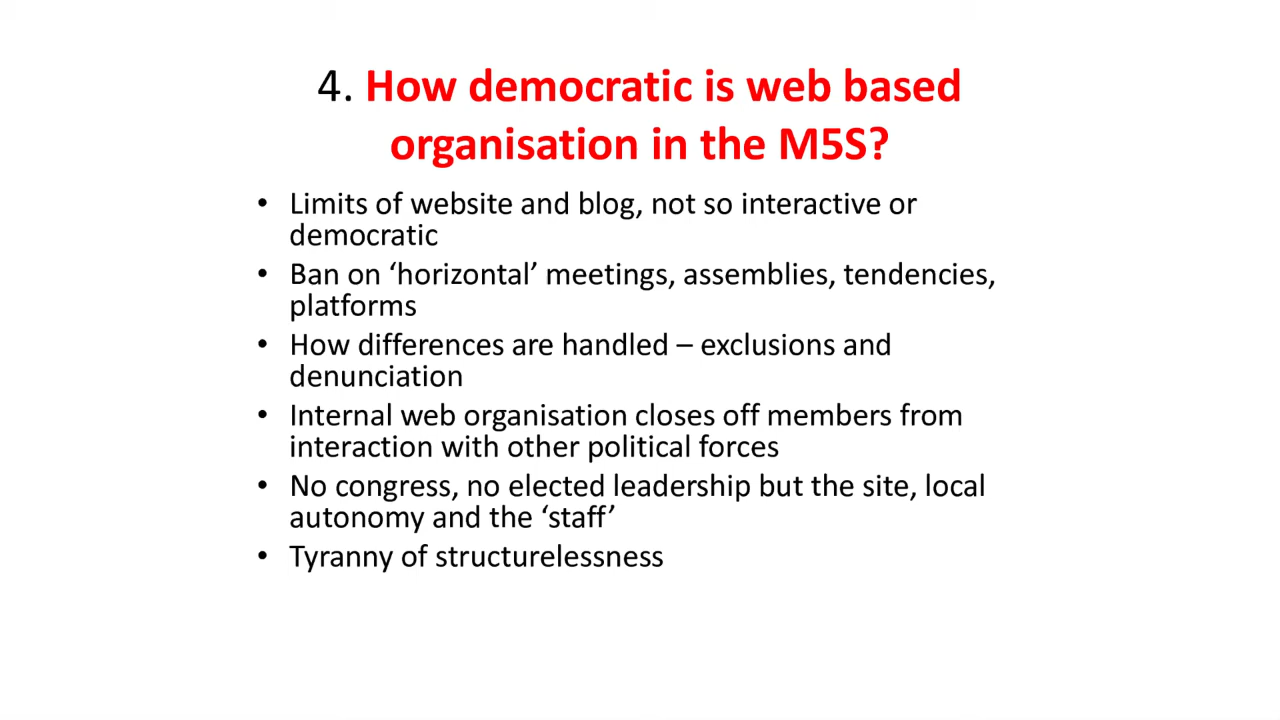 4. How democratic is web based
organisation in the M5S?
• Limits of website and blog, not so interactive or
democratic
• Ban on ‘horizontal’ meetings, assemblies, tendencies,
platforms
• How differences are handled – exclusions and
denunciation
• Internal web organisation closes off members from
interaction with other political forces
• No congress, no elected leadership but the site, local
autonomy and the ‘staff’
• Tyranny of structurelessness